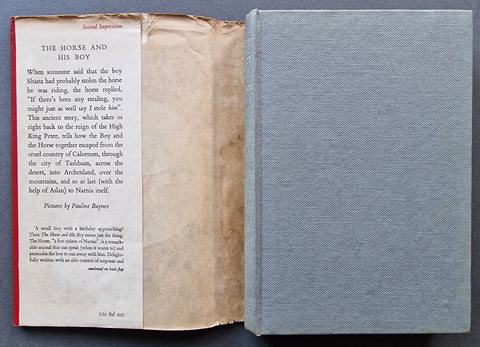 Second Impression
THE HORSE AND
HIS BOY
When someone said that the boy
Shasta had probably stolen the horse
he was riding, the horse replied,
"If there's been any stealing, you
might just as well say I stole him".
This ancient story, which takes us
right back to the reign of the High
King Peter, tells how the Boy and
the Horse together escaped from the
cruel country of Calormen, through
the city of Tashbaan, across the
desert, into Archenland, over the
mountains, and so at last (with the
help of Aslan) to Narnia itself.
Pictures by Pauline Baynes
'A small boy with a birthday approaching?
Then The Horse and His Boy seems just the thing.
The Horse, "a free citizen of Narnia", is a remark-
able animal that can speak (when it wants to) and
persuades the boy to run away with him. Delight-
fully written with an able control of suspense and
continued on back flap
10s 6d net